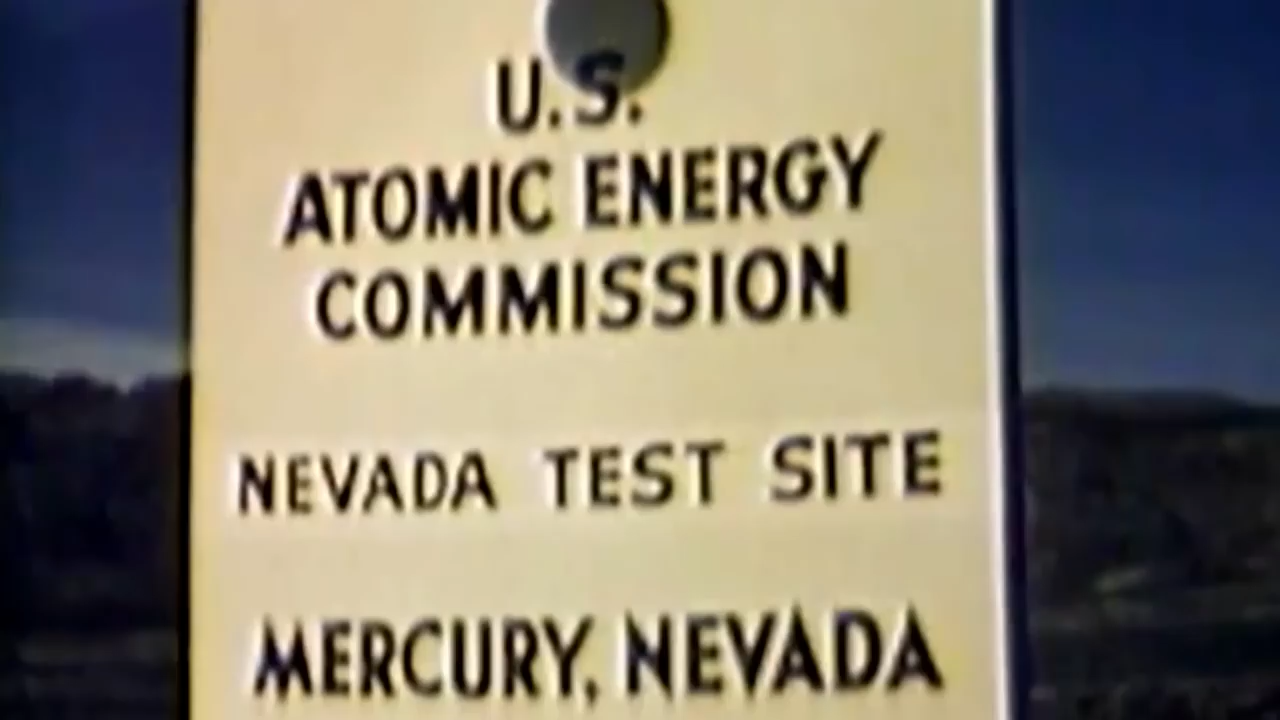 U.S.
ATOMIC ENERGY
COMMISSION
NEVADA TEST SITE
MERCURY, NEVADA